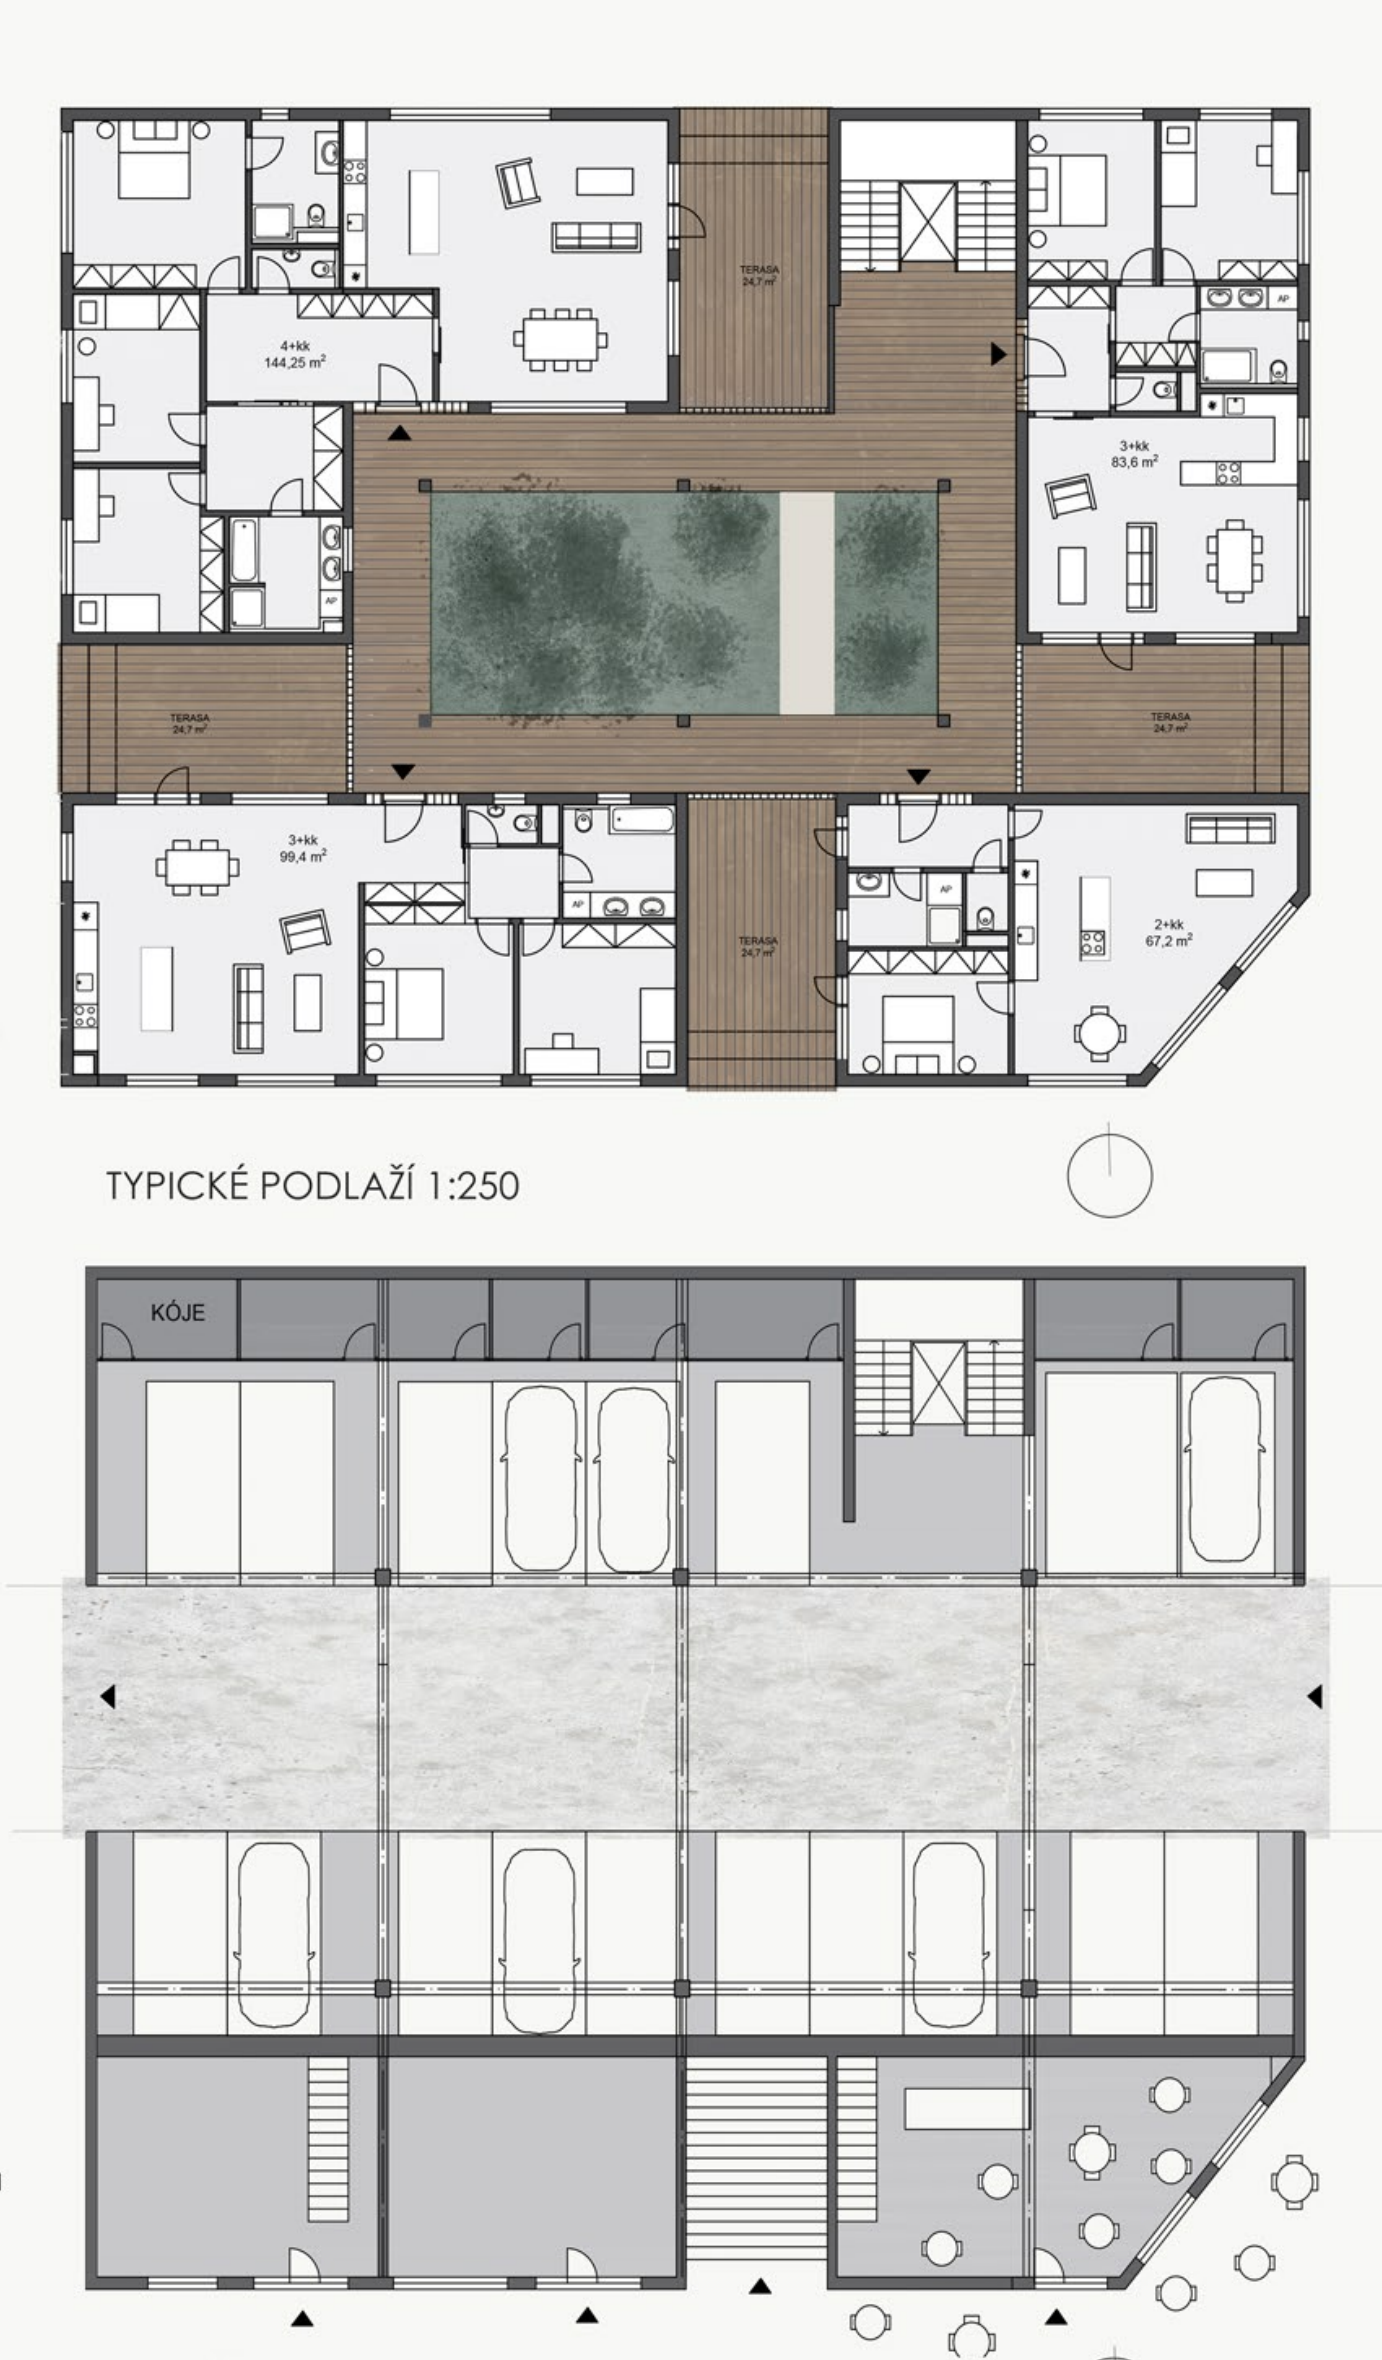 TERASA
24,7 m²
4+kk
144,25 m²
AP
3+kk
83,6 m²
AP
TERASA
24,7 m²
TERASA
24,7 m²
3+kk
99,4 m²
AP
TERASA
24,7 m²
AP
2+kk
67,2 m²
TYPICKÉ PODLAŽÍ 1:250
KÓJE